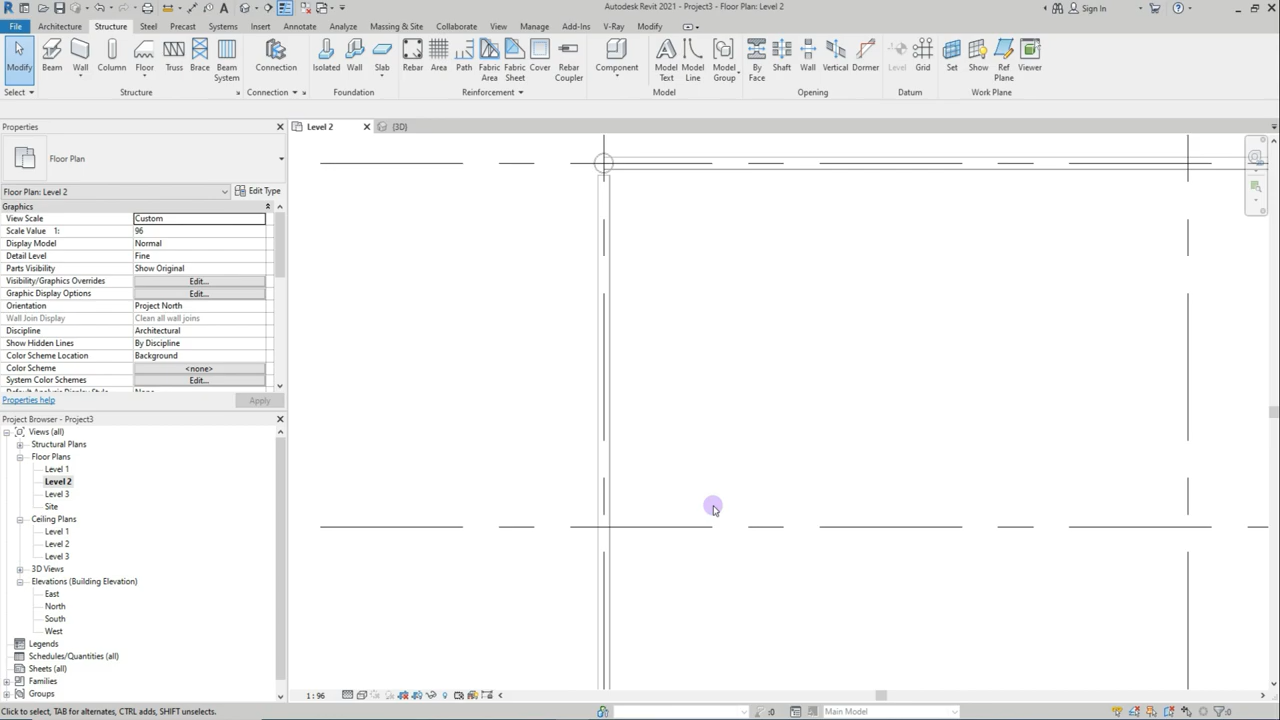 Autodesk Revit 2021 - Project3 - Floor Plan: Level 2
Sign In
File Architecture Structure Steel Precast Systems Insert Annotate Analyze Massing & Site Collaborate View Manage Add-Ins V-Ray Modify
Modify Beam Wall Column Floor Truss Brace Beam System Connection Isolated Wall Slab Rebar Area Path Fabric Area Fabric Sheet Cover Rebar Coupler Component Model Text Model Line Model Group By Face Shaft Wall Vertical Dormer Level Grid Set Show Ref Plane Viewer
Select Structure Connection Foundation Reinforcement Model Opening Datum Work Plane
Properties
Level 2
{3D}
Floor Plan
Floor Plan: Level 2
Edit Type
Graphics
View Scale Custom
Scale Value 1: 96
Display Model Normal
Detail Level Fine
Parts Visibility Show Original
Visibility/Graphics Overrides Edit...
Graphic Display Options Edit...
Orientation Project North
Wall Join Display Clean all wall joins
Discipline Architectural
Show Hidden Lines By Discipline
Color Scheme Location Background
Color Scheme <none>
System Color Schemes Edit...
Properties help
Apply
Project Browser - Project3
Views (all)
Structural Plans
Floor Plans
Level 1
Level 2
Level 3
Site
Ceiling Plans
Level 1
Level 2
Level 3
3D Views
Elevations (Building Elevation)
East
North
South
West
Legends
Schedules/Quantities (all)
Sheets (all)
Families
Groups
1 : 96
Click to select, TAB for alternates, CTRL adds, SHIFT unselects.
:0
Main Model
:0